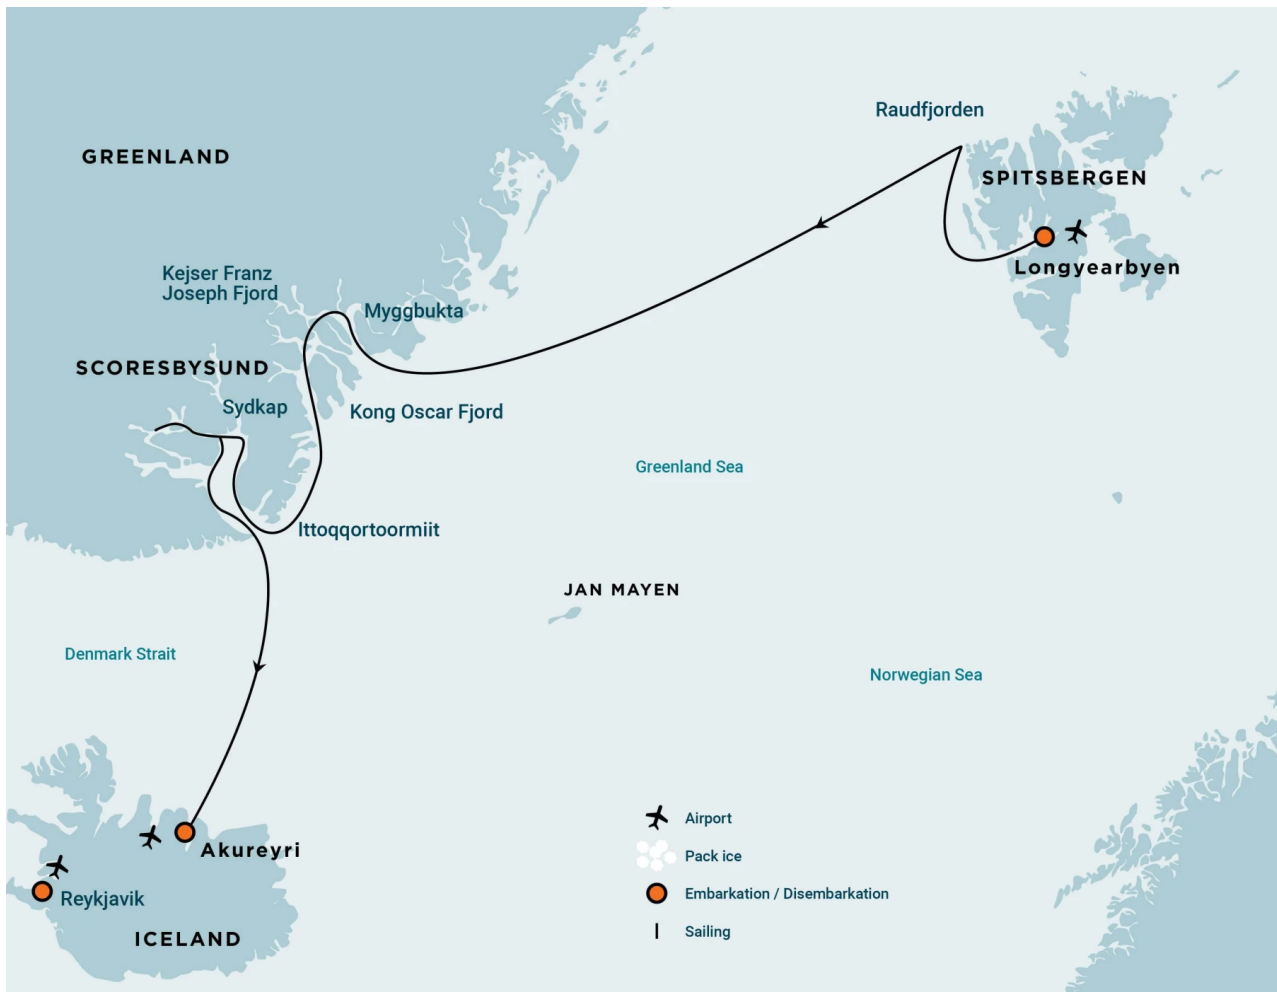 Raudfjorden
GREENLAND
SPITSBERGEN
Longyearbyen
Kejser Franz
Joseph Fjord
Myggbukta
SCORESBYSUND
Sydkap
Kong Oscar Fjord
Greenland Sea
Ittoqqortoormiit
JAN MAYEN
Denmark Strait
Norwegian Sea
Airport
Akureyri
Pack ice
Reykjavik
Embarkation / Disembarkation
Sailing
ICELAND